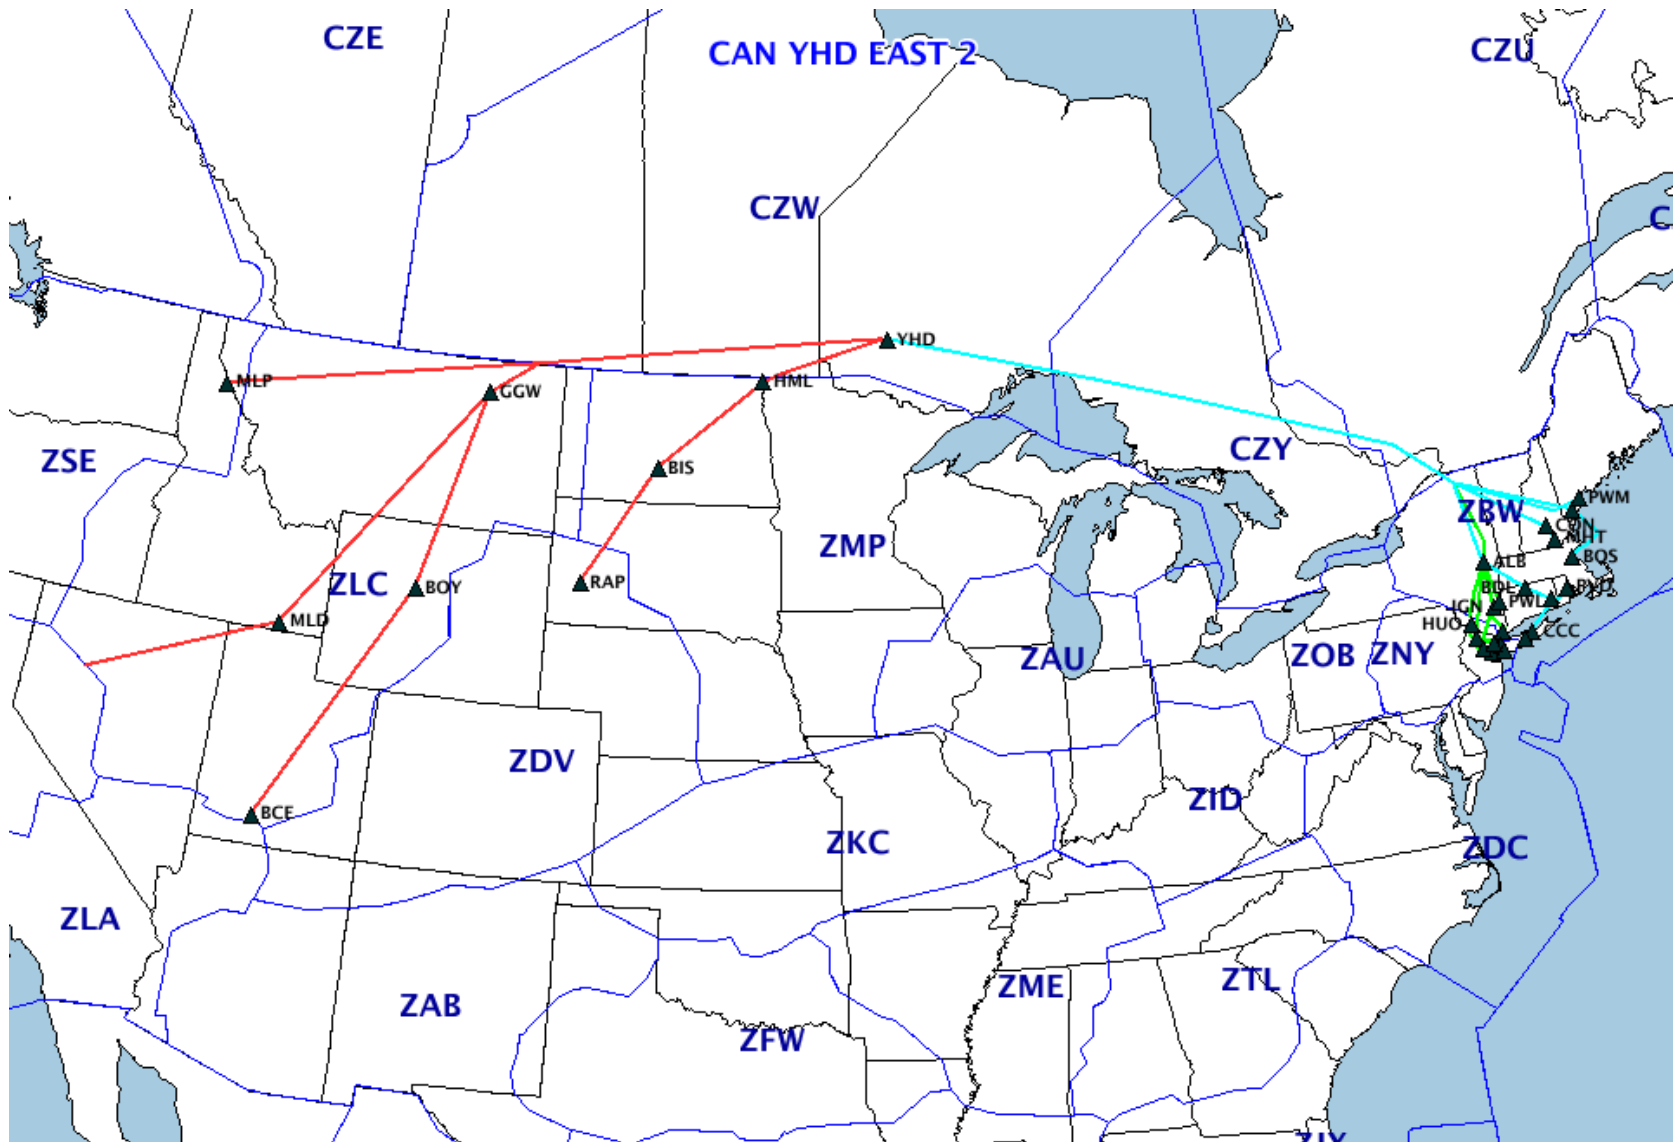 CZE
CAN YHD EAST 2
CZU
CZW
C
YHD
MLP
HML
GGW
CZY
ZSE
BIS
PWM
ZBW
CON
MHT
ZMP
BOS
ALB
ZLC
BOY
RAP
BDL
PVD
IGN
PWL
MLD
HUO
CCC
ZAU
ZOB
ZNY
ZDV
ZID
BCE
ZKC
ZDC
ZLA
ZME
ZTL
ZAB
ZFW
ZJX